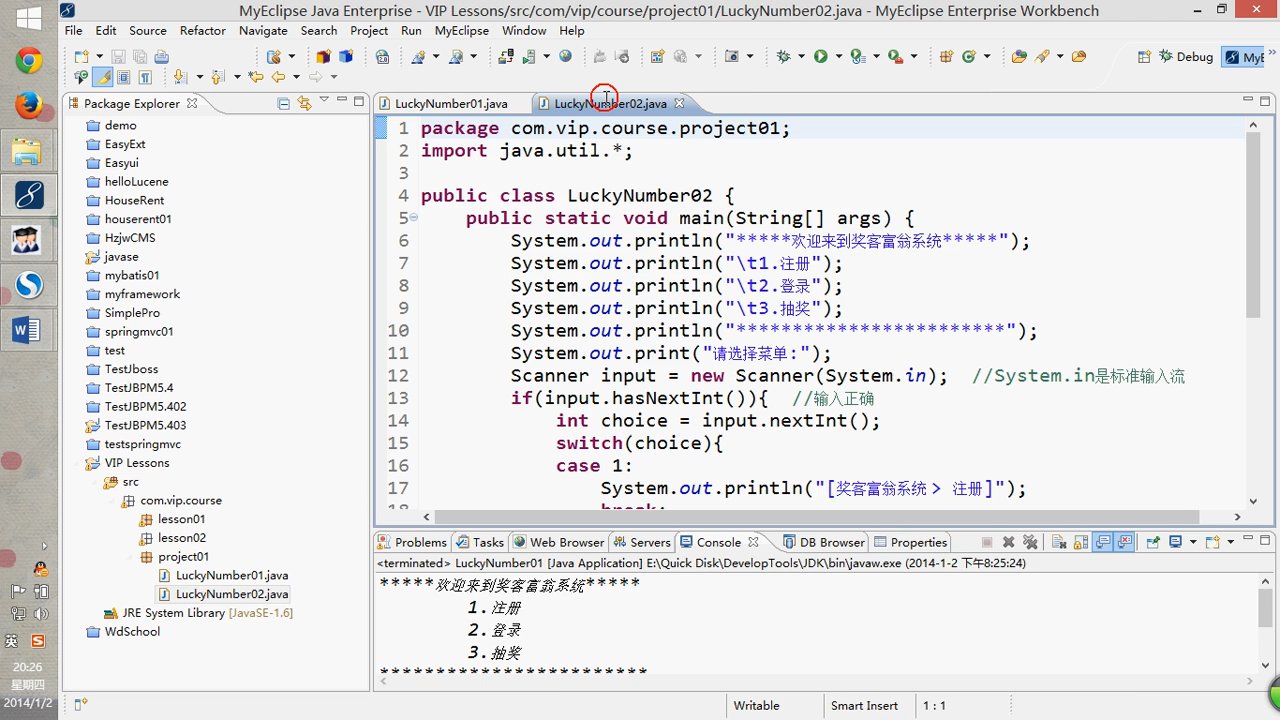 MyEclipse Java Enterprise - VIP Lessons/src/com/vip/course/project01/LuckyNumber02.java - MyEclipse Enterprise Workbench
File Edit Source Refactor Navigate Search Project Run MyEclipse Window Help
Debug MyE
Package Explorer
demo
EasyExt
Easyui
helloLucene
HouseRent
houserent01
HzjwCMS
javase
mybatis01
myframework
SimplePro
springmvc01
test
TestJboss
TestJBPM5.4
TestJBPM5.402
TestJBPM5.403
testspringmvc
VIP Lessons
src
com.vip.course
lesson01
lesson02
project01
LuckyNumber01.java
LuckyNumber02.java
JRE System Library [JavaSE-1.6]
WdSchool
LuckyNumber01.java LuckyNumber02.java
1 package com.vip.course.project01;
2 import java.util.*;
3
4 public class LuckyNumber02 {
5 public static void main(String[] args) {
6 System.out.println("*****欢迎来到奖客富翁系统*****");
7 System.out.println("\t1.注册");
8 System.out.println("\t2.登录");
9 System.out.println("\t3.抽奖");
10 System.out.println("************************");
11 System.out.print("请选择菜单:");
12 Scanner input = new Scanner(System.in); //System.in是标准输入流
13 if(input.hasNextInt()){ //输入正确
14 int choice = input.nextInt();
15 switch(choice){
16 case 1:
17 System.out.println("[奖客富翁系统 > 注册]");
18 break;
Problems Tasks Web Browser Servers Console DB Browser Properties
<terminated> LuckyNumber01 [Java Application] E:\Quick Disk\DevelopTools\JDK\bin\javaw.exe (2014-1-2 下午8:25:24)
*****欢迎来到奖客富翁系统*****
1.注册
2.登录
3.抽奖
************************
Writable Smart Insert 1 : 1
英
20:26
星期四
2014/1/2